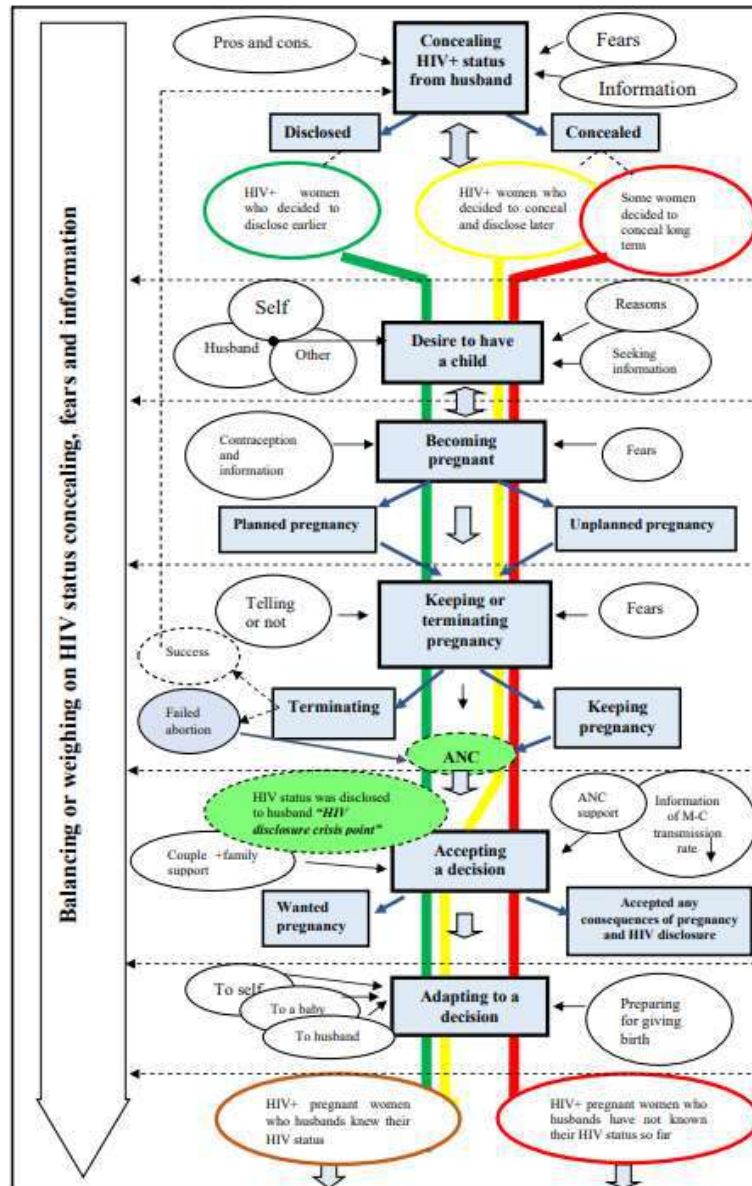 Balancing or weighing on HIV status concealing, fears and information
Pros and cons.
Concealing
HIV+ status
from husband
Fears
Information
Disclosed
Concealed
HIV+ women
who decided to
disclose earlier
HIV+ women who
decided to conceal
and disclose later
Some women
decided to
conceal long
term
Self
Husband
Other
Desire to have
a child
Reasons
Seeking
information
Contraception
and
information
Becoming
pregnant
Fears
Planned pregnancy
Unplanned pregnancy
Telling
or not
Keeping or
terminating
pregnancy
Fears
Success
Failed
abortion
Terminating
Keeping
pregnancy
ANC
HIV status was disclosed
to husband “HIV
disclosure crisis point”
ANC
support
Information
of M-C
transmission
rate
Couple +family
support
Accepting
a decision
Wanted
pregnancy
Accepted any
consequences of pregnancy
and HIV disclosure
To self
To a baby
To husband
Adapting to a
decision
Preparing
for giving
birth
HIV+ pregnant women
who husbands knew their
HIV status
HIV+ pregnant women who
husbands have not known
their HIV status so far